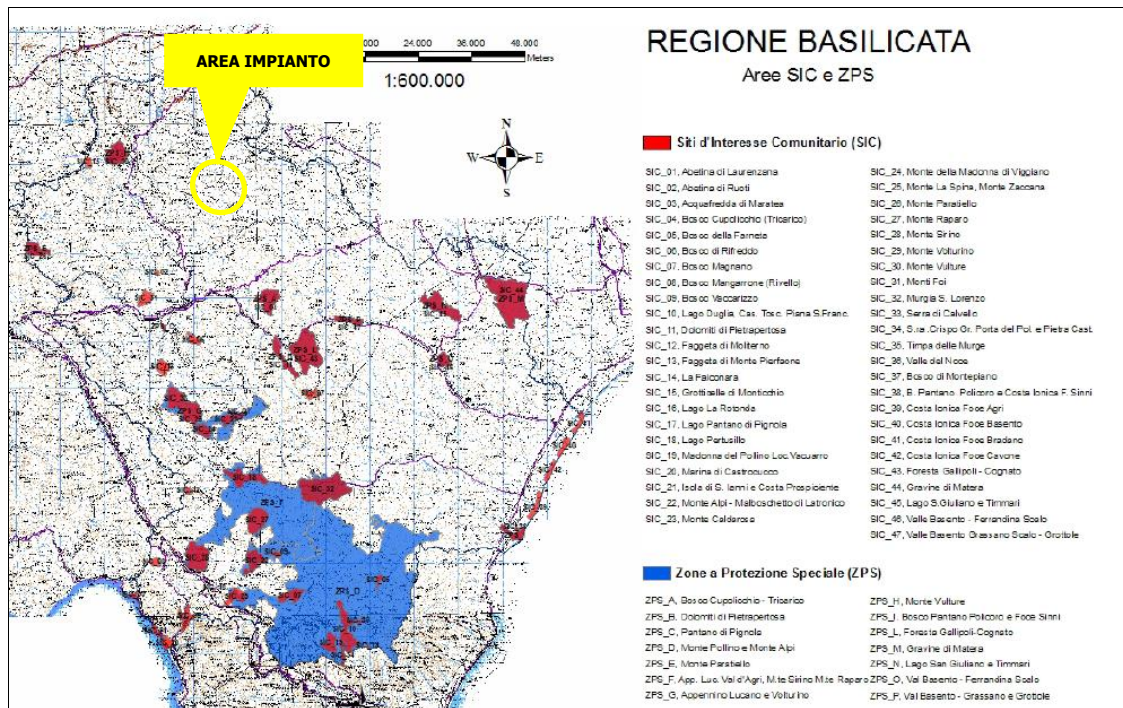 AREA IMPIANTO
24.000 36.000 48.000
Meters
1:600.000
N
W E
S
REGIONE BASILICATA
Aree SIC e ZPS
Siti d'Interesse Comunitario (SIC)
SIC_01, Abetina di Laurenzana
SIC_02, Abetina di Ruoti
SIC_03, Acquafredda di Maratea
SIC_04, Bosco Cupolicchio (Tricarico)
SIC_05, Bosco della Farneta
SIC_06, Bosco di Rifreddo
SIC_07, Bosco Magnano
SIC_08, Bosco Mangarrone (Rivello)
SIC_09, Bosco Vaccarizzo
SIC_10, Lago Duglia, Cas. Tosc. Piana S.Franc.
SIC_11, Dolomiti di Pietrapertosa
SIC_12, Faggeta di Moliterno
SIC_13, Faggeta di Monte Pierfaone
SIC_14, La Falconara
SIC_15, Grotticelle di Monticchio
SIC_16, Lago La Rotonda
SIC_17, Lago Pantano di Pignola
SIC_18, Lago Pertusillo
SIC_19, Madonna del Pollino Loc.Vacuarro
SIC_20, Marina di Castrocucco
SIC_21, Isola di S. Ianni e Costa Prospiciente
SIC_22, Monte Alpi - Malboschetto di Latronico
SIC_23, Monte Caldarosa
SIC_24, Monte della Madonna di Viggiano
SIC_25, Monte La Spina, Monte Zaccana
SIC_26, Monte Paratiello
SIC_27, Monte Raparo
SIC_28, Monte Sirino
SIC_29, Monte Volturino
SIC_30, Monte Vulture
SIC_31, Monti Foi
SIC_32, Murgia S. Lorenzo
SIC_33, Serra di Calvello
SIC_34, S.ra .Crispo Gr. Porta del Pol. e Pietra Cast.
SIC_35, Timpa delle Murge
SIC_36, Valle del Noce
SIC_37, Bosco di Montepiano
SIC_38, B. Pantano Policoro e Costa Ionica F. Sinni
SIC_39, Costa Ionica Foce Agri
SIC_40, Costa Ionica Foce Basento
SIC_41, Costa Ionica Foce Bradano
SIC_42, Costa Ionica Foce Cavone
SIC_43, Foresta Gallipoli - Cognato
SIC_44, Gravine di Matera
SIC_45, Lago S.Giuliano e Timmari
SIC_46, Valle Basento - Ferrandina Scalo
SIC_47, Valle Basento Grassano Scalo - Grottole
Zone a Protezione Speciale (ZPS)
ZPS_A, Bosco Cupolicchio - Tricarico
ZPS_B, Dolomiti di Pietrapertosa
ZPS_C, Pantano di Pignola
ZPS_D, Monte Pollino e Monte Alpi
ZPS_E, Monte Paratiello
ZPS_F, App. Luc. Val d'Agri, M.te Sirino M.te Raparo
ZPS_G, Appennino Lucano e Volturino
ZPS_H, Monte Vulture
ZPS_I, Bosco Pantano Policoro e Foce Sinni
ZPS_L, Foresta Gallipoli-Cognato
ZPS_M, Gravine di Matera
ZPS_N, Lago San Giuliano e Timmari
ZPS_O, Val Basento - Ferrandina Scalo
ZPS_P, Val Basento - Grassano e Grottole